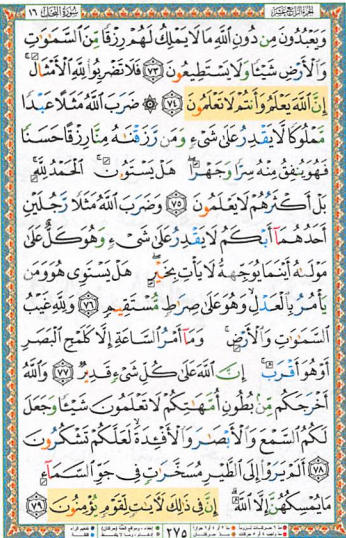 الجزء الرابع عشر سورة النحل ١٦
وَيَعْبُدُونَ مِن دُونِ ٱللَّهِ مَا لَا يَمْلِكُ لَهُمْ رِزْقًا مِّنَ ٱلسَّمَٰوَٰتِ
وَٱلْأَرْضِ شَيْـًٔا وَلَا يَسْتَطِيعُونَ ٧٣ فَلَا تَضْرِبُوا۟ لِلَّهِ ٱلْأَمْثَالَ ۚ
إِنَّ ٱللَّهَ يَعْلَمُ وَأَنتُمْ لَا تَعْلَمُونَ ٧٤ ۞ ضَرَبَ ٱللَّهُ مَثَلًا عَبْدًا
مَّمْلُوكًا لَّا يَقْدِرُ عَلَىٰ شَىْءٍ وَمَن رَّزَقْنَٰهُ مِنَّا رِزْقًا حَسَنًا
فَهُوَ يُنفِقُ مِنْهُ سِرًّا وَجَهْرًا ۖ هَلْ يَسْتَوُۥنَ ۚ ٱلْحَمْدُ لِلَّهِ ۚ
بَلْ أَكْثَرُهُمْ لَا يَعْلَمُونَ ٧٥ وَضَرَبَ ٱللَّهُ مَثَلًا رَّجُلَيْنِ
أَحَدُهُمَآ أَبْكَمُ لَا يَقْدِرُ عَلَىٰ شَىْءٍ وَهُوَ كَلٌّ عَلَىٰ
مَوْلَىٰهُ أَيْنَمَا يُوَجِّههُّ لَا يَأْتِ بِخَيْرٍ ۖ هَلْ يَسْتَوِى هُوَ وَمَن
يَأْمُرُ بِٱلْعَدْلِ ۙ وَهُوَ عَلَىٰ صِرَٰطٍ مُّسْتَقِيمٍ ٧٦ وَلِلَّهِ غَيْبُ
ٱلسَّمَٰوَٰتِ وَٱلْأَرْضِ ۚ وَمَآ أَمْرُ ٱلسَّاعَةِ إِلَّا كَلَمْحِ ٱلْبَصَرِ
أَوْ هُوَ أَقْرَبُ ۚ إِنَّ ٱللَّهَ عَلَىٰ كُلِّ شَىْءٍ قَدِيرٌ ٧٧ وَٱللَّهُ
أَخْرَجَكُم مِّنۢ بُطُونِ أُمَّهَٰتِكُمْ لَا تَعْلَمُونَ شَيْـًٔا وَجَعَلَ
لَكُمُ ٱلسَّمْعَ وَٱلْأَبْصَٰرَ وَٱلْأَفْـِٔدَةَ ۙ لَعَلَّكُمْ تَشْكُرُونَ
٧٨ أَلَمْ يَرَوْا۟ إِلَى ٱلطَّيْرِ مُسَخَّرَٰتٍ فِى جَوِّ ٱلسَّمَآءِ
مَا يُمْسِكُهُنَّ إِلَّا ٱللَّهُ ۗ إِنَّ فِى ذَٰلِكَ لَءَايَٰتٍ لِّقَوْمٍ يُؤْمِنُونَ ٧٩
٢٧٥